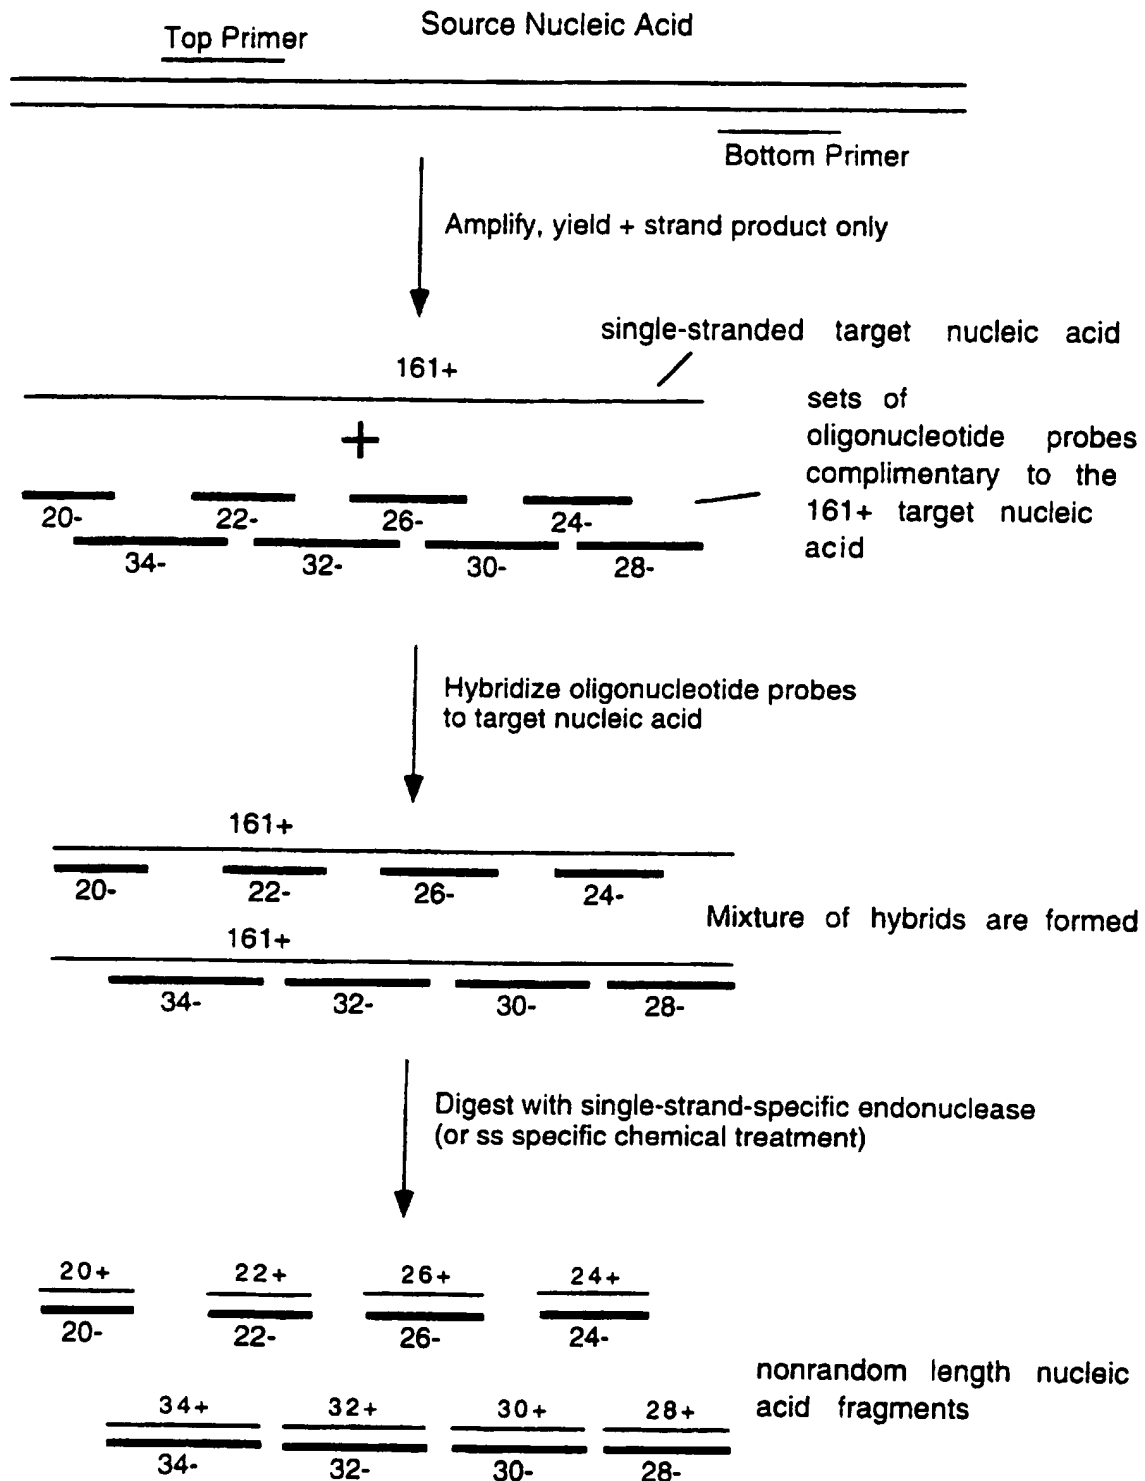 Source Nucleic Acid
Top Primer
Bottom Primer
Amplify, yield + strand product only
single-stranded target nucleic acid
161+
+
sets of
oligonucleotide probes
complimentary to the
161+ target nucleic
acid
20- 22- 26- 24-
34- 32- 30- 28-
Hybridize oligonucleotide probes
to target nucleic acid
161+
20- 22- 26- 24-
Mixture of hybrids are formed
161+
34- 32- 30- 28-
Digest with single-strand-specific endonuclease
(or ss specific chemical treatment)
20+ 22+ 26+ 24+
20- 22- 26- 24-
nonrandom length nucleic
acid fragments
34+ 32+ 30+ 28+
34- 32- 30- 28-